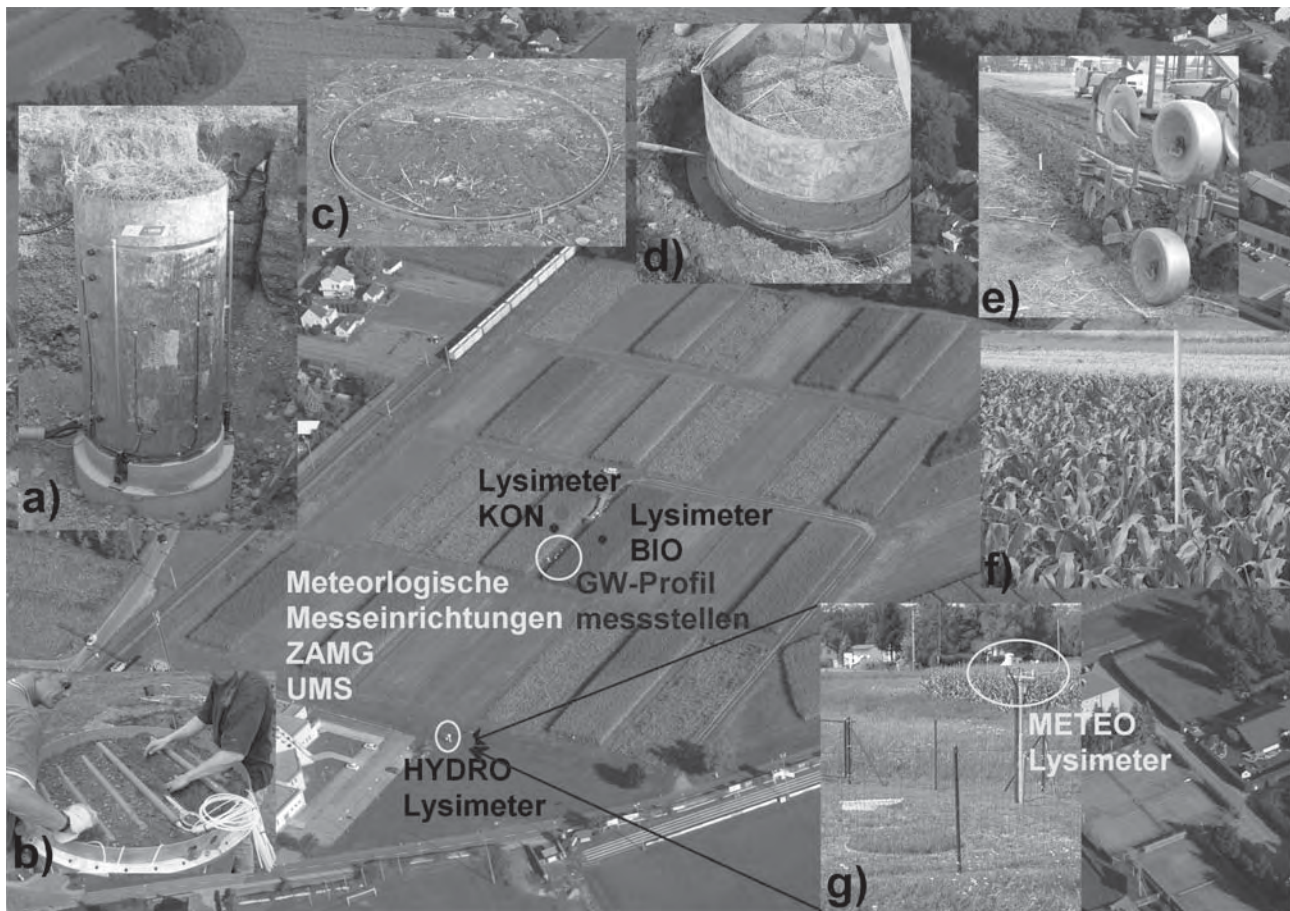 a)
c)
d)
e)
f)
Lysimeter
KON
Lysimeter
BIO
GW-Profil
messstellen
Meteorlogische
Messeinrichtungen
ZAMG
UMS
HYDRO
Lysimeter
b)
METEO
Lysimeter
g)